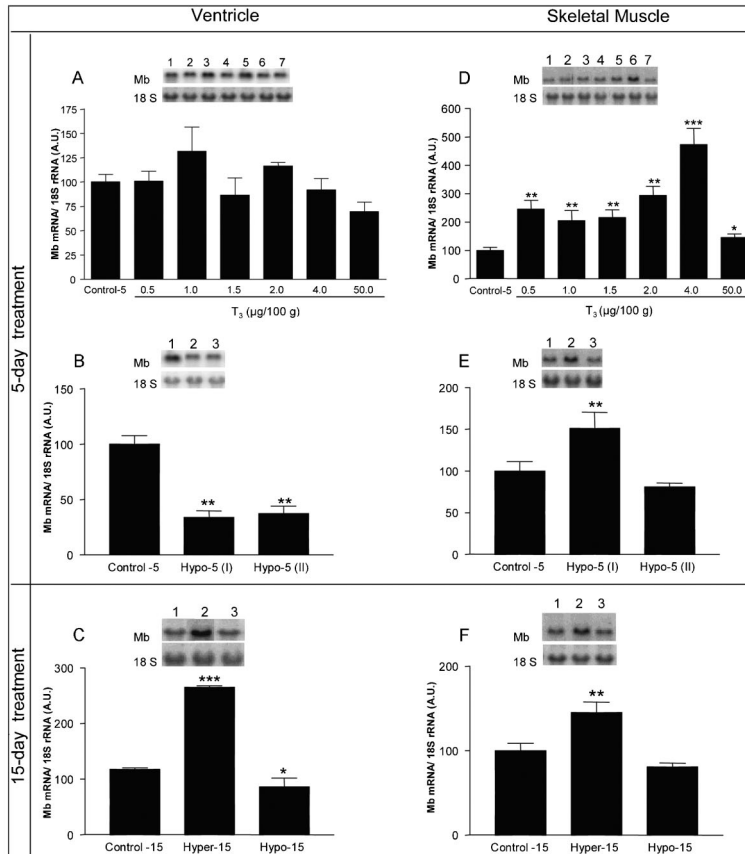 Ventricle
Skeletal Muscle
5-day treatment
A
1 2 3 4 5 6 7
Mb
18 S
Mb mRNA/ 18S rRNA (A.U.)
175
150
125
100
75
50
25
0
Control-5 0.5 1.0 1.5 2.0 4.0 50.0
T3 (µg/100 g)
D
1 2 3 4 5 6 7
Mb
18 S
Mb mRNA/ 18S rRNA (A.U.)
600
500
400
300
200
100
0
** ** ** ** *** *
Control-5 0.5 1.0 1.5 2.0 4.0 50.0
T3 (µg/100 g)
B
1 2 3
Mb
18 S
Mb mRNA/ 18S rRNA (A.U.)
150
100
50
0
** **
Control -5 Hypo-5 (I) Hypo-5 (II)
E
1 2 3
Mb
18 S
Mb mRNA/ 18S rRNA (A.U.)
200
150
100
50
0
**
Control -5 Hypo-5 (I) Hypo-5 (II)
15-day treatment
C
1 2 3
Mb
18 S
Mb mRNA/ 18S rRNA (A.U.)
300
200
100
0
*** *
Control -15 Hyper-15 Hypo-15
F
1 2 3
Mb
18 S
Mb mRNA/ 18S rRNA (A.U.)
200
150
100
50
0
**
Control -15 Hyper-15 Hypo-15